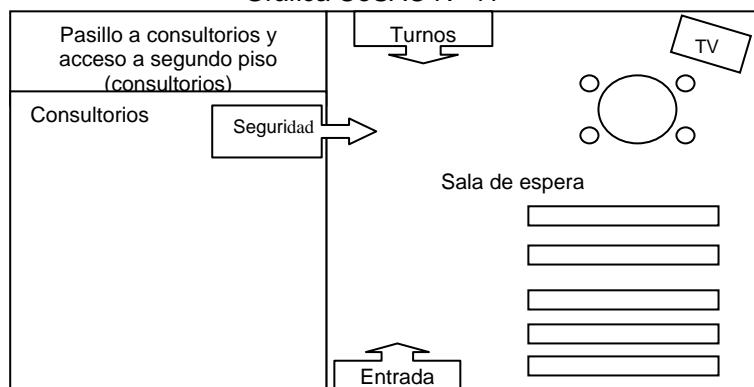 Pasillo a consultorios y
acceso a segundo piso
(consultorios)
Turnos
TV
Consultorios
Seguridad
Sala de espera
Entrada